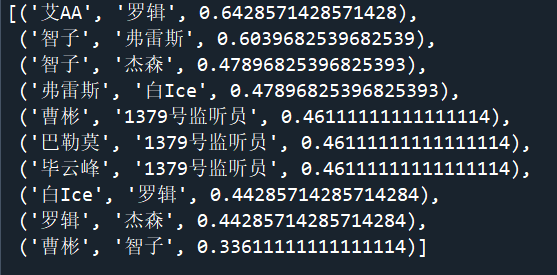 [('艾AA', '罗辑', 0.6428571428571428),
('智子', '弗雷斯', 0.6039682539682539),
('智子', '杰森', 0.47896825396825393),
('弗雷斯', '白Ice', 0.47896825396825393),
('曹彬', '1379号监听员', 0.46111111111111114),
('巴勒莫', '1379号监听员', 0.46111111111111114),
('毕云峰', '1379号监听员', 0.46111111111111114),
('白Ice', '罗辑', 0.44285714285714284),
('罗辑', '杰森', 0.44285714285714284),
('曹彬', '智子', 0.33611111111111114)]